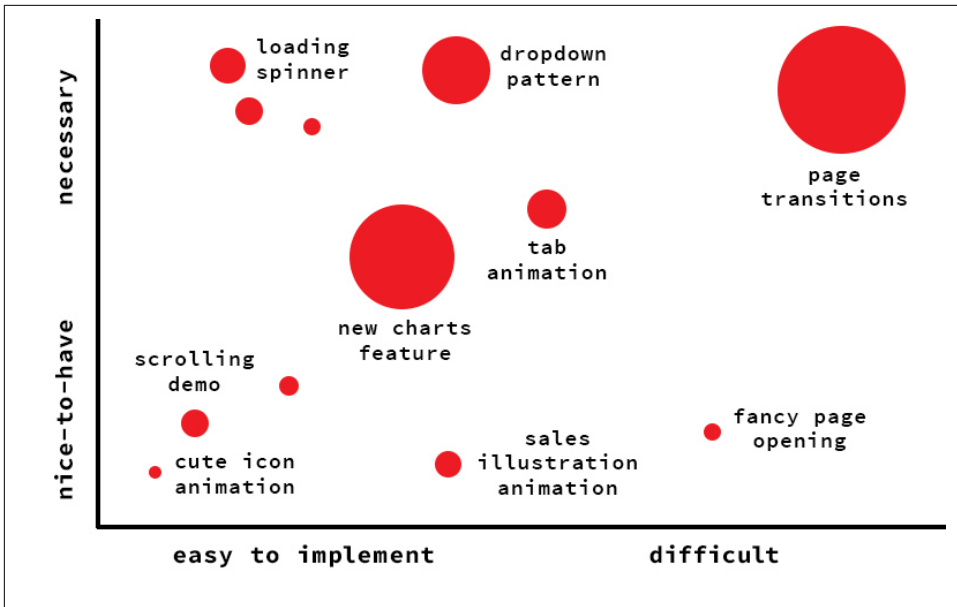 loading
spinner
dropdown
pattern
necessary
page
transitions
tab
animation
new charts
feature
scrolling
demo
nice-to-have
fancy page
opening
sales
illustration
animation
cute icon
animation
easy to implement
difficult